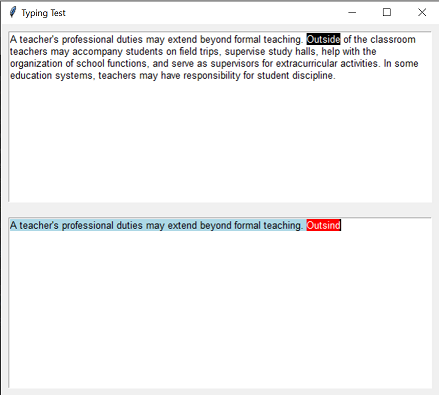 Typing Test
A teacher's professional duties may extend beyond formal teaching. Outside of the classroom
teachers may accompany students on field trips, supervise study halls, help with the
organization of school functions, and serve as supervisors for extracurricular activities. In some
education systems, teachers may have responsibility for student discipline.
A teacher's professional duties may extend beyond formal teaching. Outsind